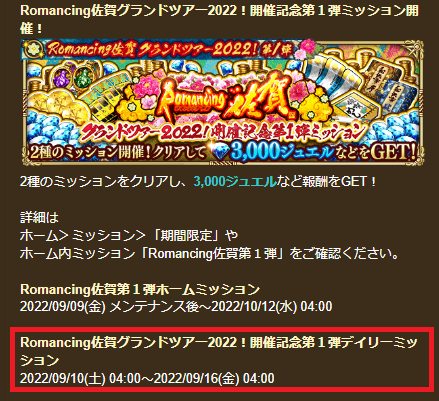 Romancing佐賀グランドツアー2022！開催記念第１弾ミッション開
催！
Romancing佐賀グランドツアー2022! 第1弾
Romancing佐賀
グランドツアー2022!開催記念第1弾ミッション
2種のミッション開催!クリアして3,000ジュエルなどをGET!
2種のミッションをクリアし、3,000ジュエルなど報酬をGET！
詳細は
ホーム＞ミッション＞「期間限定」や
ホーム内ミッション「Romancing佐賀第１弾」をご確認ください。
Romancing佐賀第１弾ホームミッション
2022/09/09(金) メンテナンス後～2022/10/12(水) 04:00
Romancing佐賀グランドツアー2022！開催記念第１弾デイリーミッ
ション
2022/09/10(土) 04:00～2022/09/16(金) 04:00